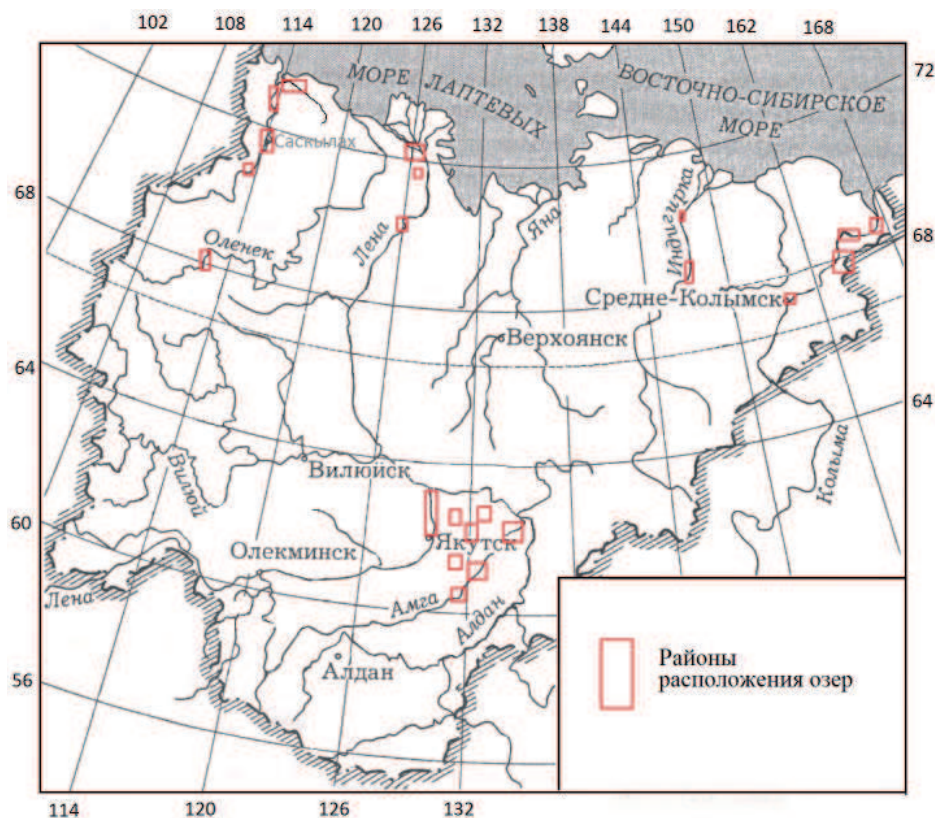 102 108 114 120 126 132 138 144 150 162 168
72
МОРЕ ЛАПТЕВЫХ
ВОСТОЧНО-СИБИРСКОЕ
МОРЕ
Саскылах
68
Оленек
Лена
Яна
Индигирка
68
Средне-Колымск
Верхоянск
64
64
Вилюй
Вилюйск
Колыма
60
Олекминск
Якутск
Лена
Амга
Алдан
Алдан
56
Районы
расположения озер
114 120 126 132